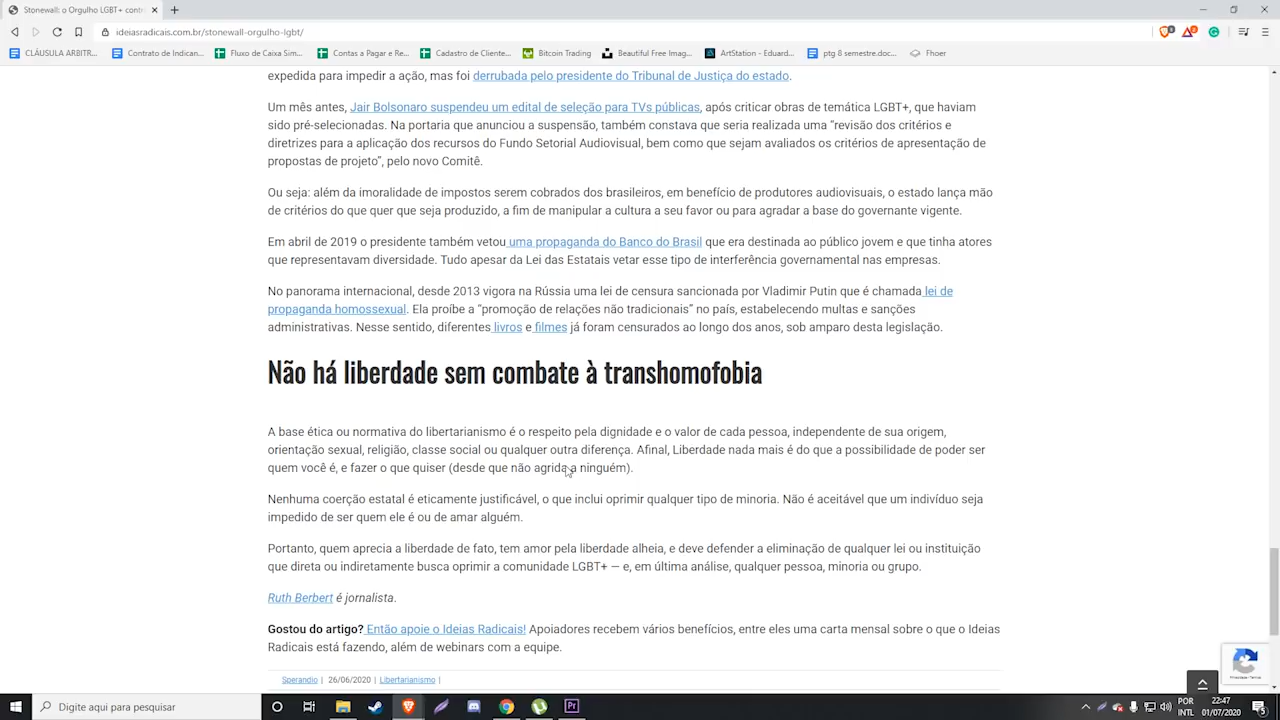 Stonewall: o Orgulho LGBT+ contr
ideiasradicais.com.br/stonewall-orgulho-lgbt/
CLÁUSULA ARBITR...
Contrato de Indican...
Fluxo de Caixa Sim...
Contas a Pagar e Re...
Cadastro de Cliente...
Bitcoin Trading
Beautiful Free Imag...
ArtStation - Eduard...
ptg 8 semestre.doc...
Fhoer
expedida para impedir a ação, mas foi derrubada pelo presidente do Tribunal de Justiça do estado.
Um mês antes, Jair Bolsonaro suspendeu um edital de seleção para TVs públicas, após criticar obras de temática LGBT+, que haviam
sido pré-selecionadas. Na portaria que anunciou a suspensão, também constava que seria realizada uma "revisão dos critérios e
diretrizes para a aplicação dos recursos do Fundo Setorial Audiovisual, bem como que sejam avaliados os critérios de apresentação de
propostas de projeto", pelo novo Comitê.
Ou seja: além da imoralidade de impostos serem cobrados dos brasileiros, em benefício de produtores audiovisuais, o estado lança mão
de critérios do que quer que seja produzido, a fim de manipular a cultura a seu favor ou para agradar a base do governante vigente.
Em abril de 2019 o presidente também vetou uma propaganda do Banco do Brasil que era destinada ao público jovem e que tinha atores
que representavam diversidade. Tudo apesar da Lei das Estatais vetar esse tipo de interferência governamental nas empresas.
No panorama internacional, desde 2013 vigora na Rússia uma lei de censura sancionada por Vladimir Putin que é chamada lei de
propaganda homossexual. Ela proíbe a "promoção de relações não tradicionais" no país, estabelecendo multas e sanções
administrativas. Nesse sentido, diferentes livros e filmes já foram censurados ao longo dos anos, sob amparo desta legislação.
Não há liberdade sem combate à transhomofobia
A base ética ou normativa do libertarianismo é o respeito pela dignidade e o valor de cada pessoa, independente de sua origem,
orientação sexual, religião, classe social ou qualquer outra diferença. Afinal, Liberdade nada mais é do que a possibilidade de poder ser
quem você é, e fazer o que quiser (desde que não agrida a ninguém).
Nenhuma coerção estatal é eticamente justificável, o que inclui oprimir qualquer tipo de minoria. Não é aceitável que um indivíduo seja
impedido de ser quem ele é ou de amar alguém.
Portanto, quem aprecia a liberdade de fato, tem amor pela liberdade alheia, e deve defender a eliminação de qualquer lei ou instituição
que direta ou indiretamente busca oprimir a comunidade LGBT+ — e, em última análise, qualquer pessoa, minoria ou grupo.
Ruth Berbert é jornalista.
Gostou do artigo? Então apoie o Ideias Radicais! Apoiadores recebem vários benefícios, entre eles uma carta mensal sobre o que o Ideias
Radicais está fazendo, além de webinars com a equipe.
Sperandio | 26/06/2020 | Libertarianismo |
Digite aqui para pesquisar
POR
22:47
INTL
01/07/2020